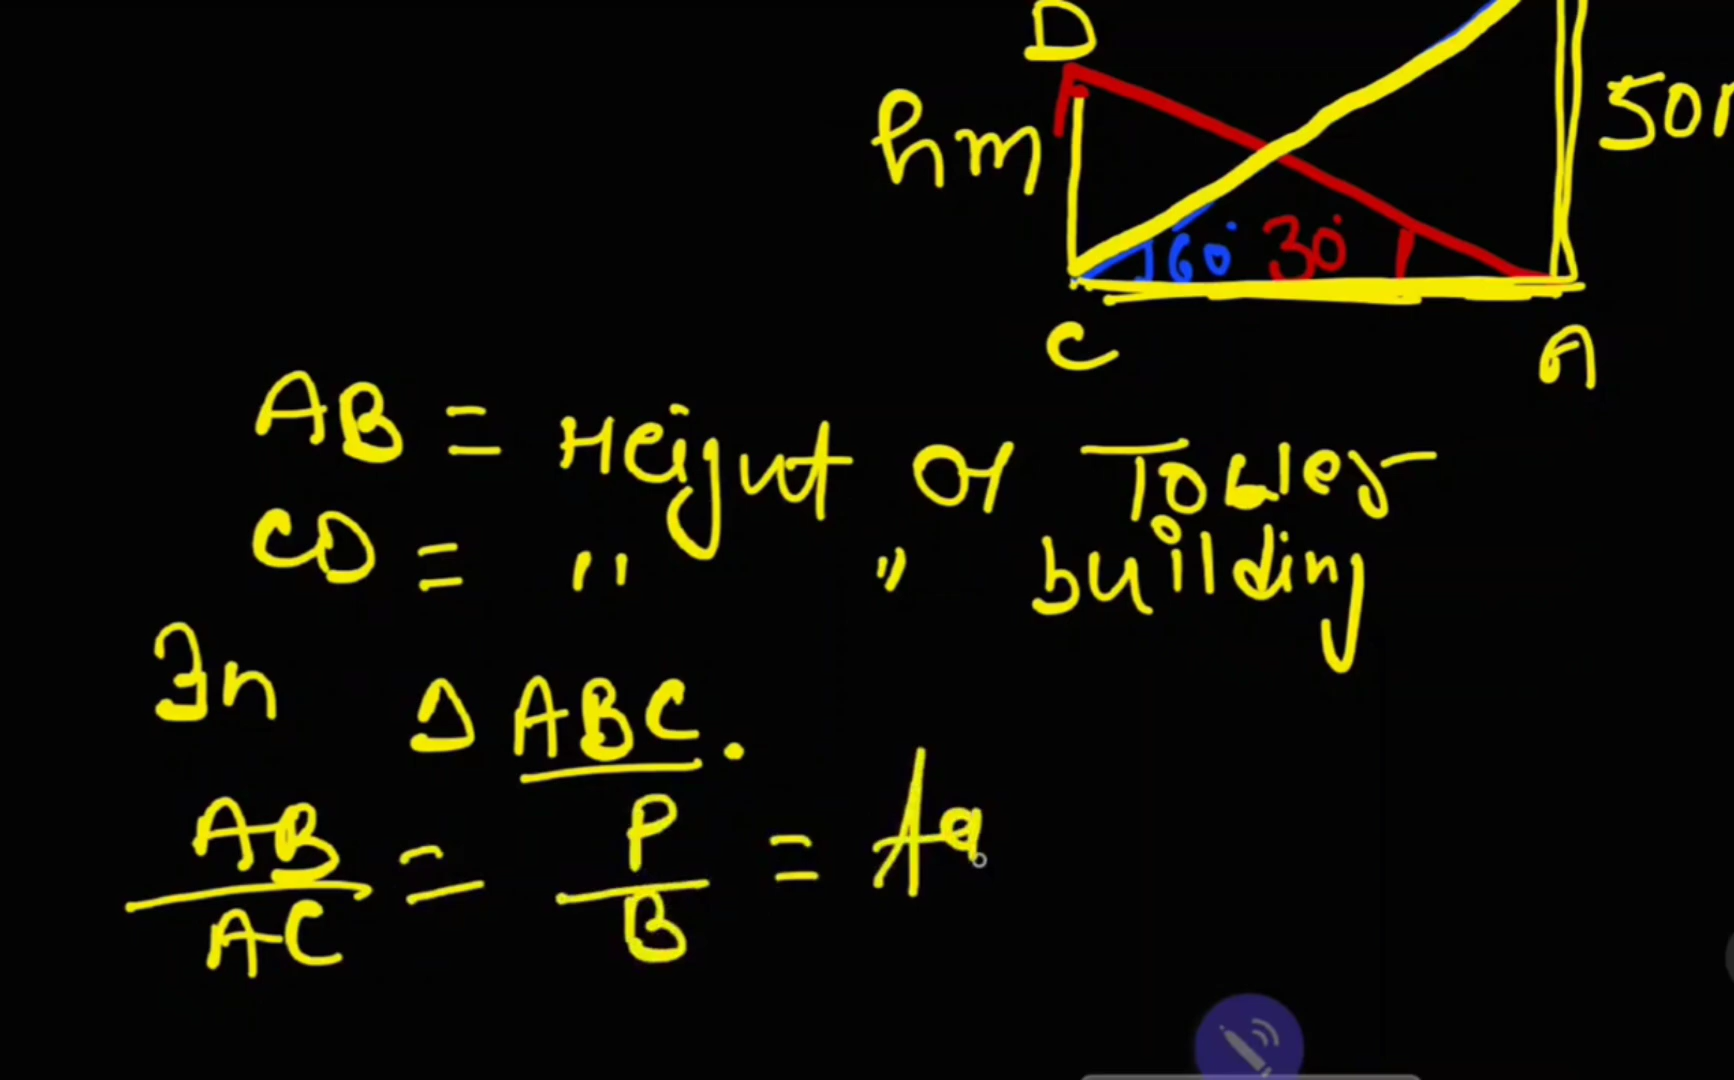 D
hm
50m
60° 30°
C A
AB = Height of Tower
CD = " " building
In Δ ABC.
AB/AC = P/B = ta